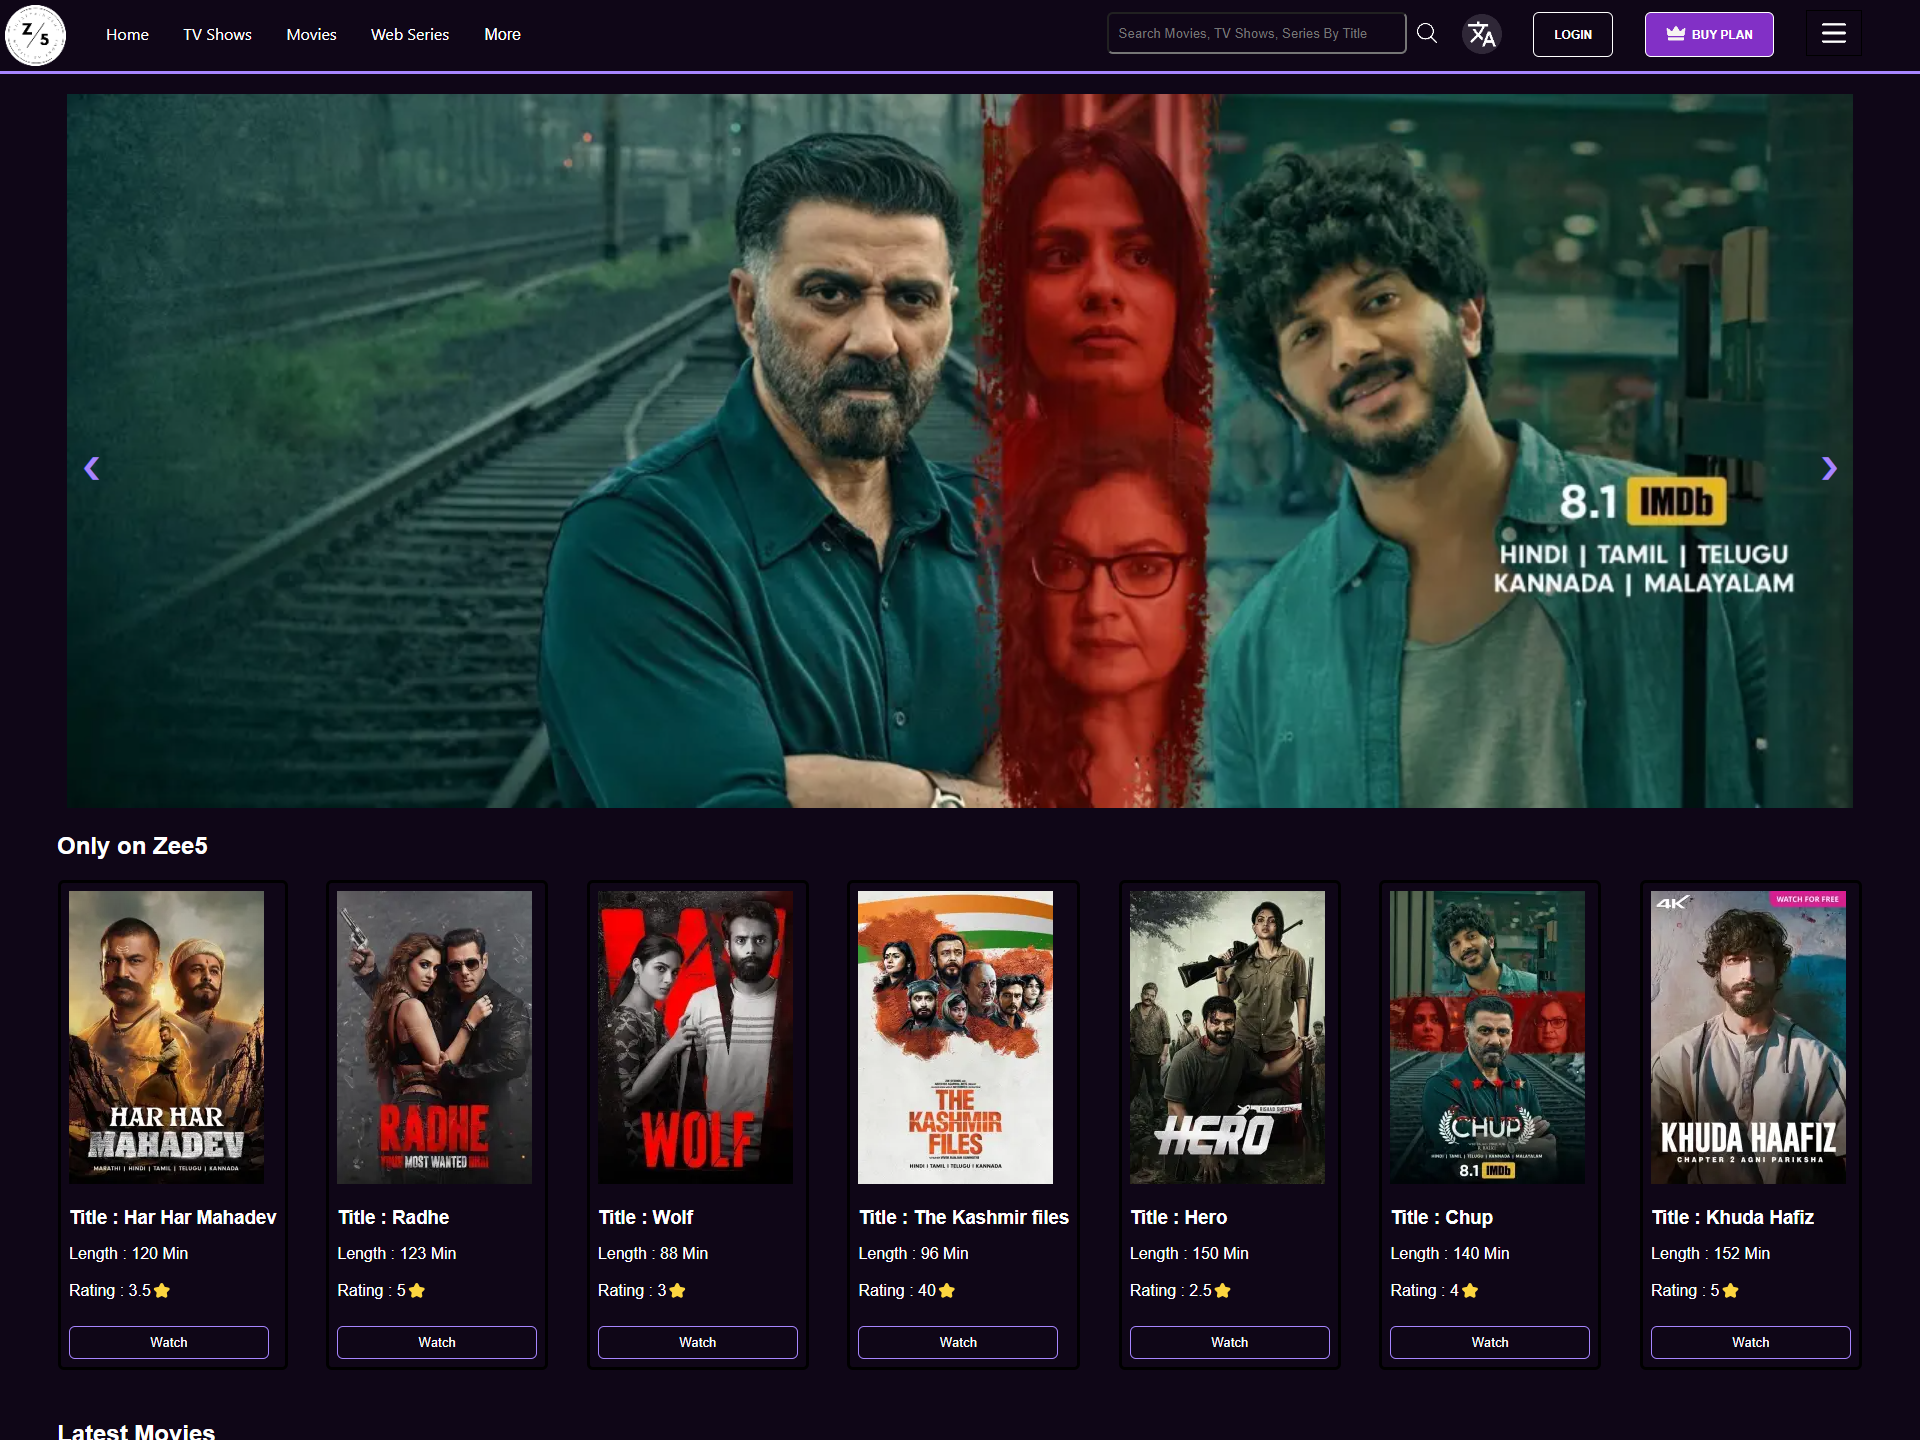 Z/5
Home
TV Shows
Movies
Web Series
More
Search Movies, TV Shows, Series By Title
LOGIN
BUY PLAN
8.1 IMDb
HINDI | TAMIL | TELUGU
KANNADA | MALAYALAM
Only on Zee5
HAR HAR
MAHADEV
MARATHI | HINDI | TAMIL | TELUGU | KANNADA
Title : Har Har Mahadev
Length : 120 Min
Rating : 3.5
Watch
RADHE
YOUR MOST WANTED BHAI
Title : Radhe
Length : 123 Min
Rating : 5
Watch
WOLF
Title : Wolf
Length : 88 Min
Rating : 3
Watch
THE
KASHMIR
FILES
HINDI | TAMIL | TELUGU | KANNADA
Title : The Kashmir files
Length : 96 Min
Rating : 40
Watch
HERO
Title : Hero
Length : 150 Min
Rating : 2.5
Watch
CHUP
HINDI | TAMIL | TELUGU | KANNADA | MALAYALAM
8.1 IMDb
Title : Chup
Length : 140 Min
Rating : 4
Watch
4K
WATCH FOR FREE
KHUDA HAAFIZ
CHAPTER 2 AGNI PARIKSHA
Title : Khuda Hafiz
Length : 152 Min
Rating : 5
Watch
Latest Movies